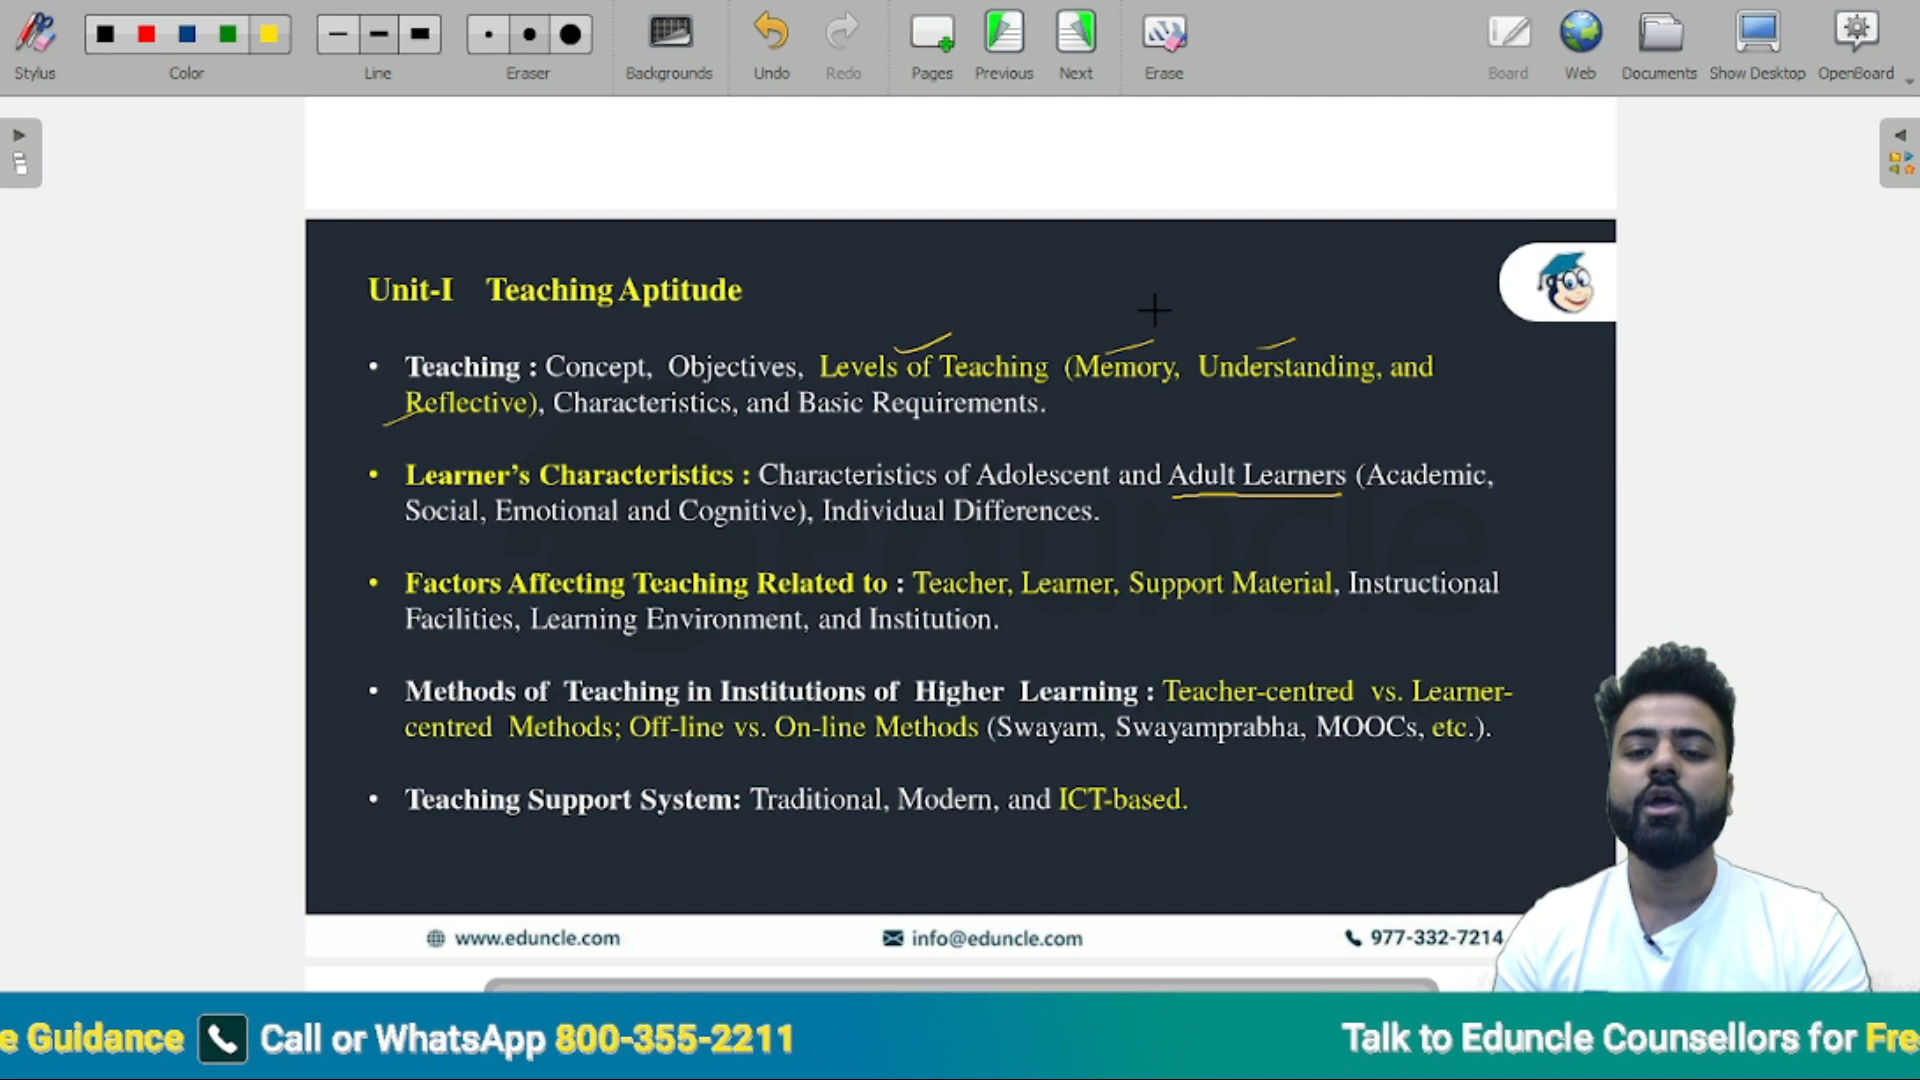 Stylus
Color
Line
Eraser
Backgrounds
Undo
Redo
Pages
Previous
Next
Erase
Board
Web
Documents
Show Desktop
OpenBoard
Unit-I Teaching Aptitude
• Teaching : Concept, Objectives, Levels of Teaching (Memory, Understanding, and
Reflective), Characteristics, and Basic Requirements.
• Learner's Characteristics : Characteristics of Adolescent and Adult Learners (Academic,
Social, Emotional and Cognitive), Individual Differences.
• Factors Affecting Teaching Related to : Teacher, Learner, Support Material, Instructional
Facilities, Learning Environment, and Institution.
• Methods of Teaching in Institutions of Higher Learning : Teacher-centred vs. Learner-
centred Methods; Off-line vs. On-line Methods (Swayam, Swayamprabha, MOOCs, etc.).
• Teaching Support System: Traditional, Modern, and ICT-based.
Eduncle
www.eduncle.com
info@eduncle.com
977-332-7214
e Guidance Call or WhatsApp 800-355-2211
Talk to Eduncle Counsellors for Fre